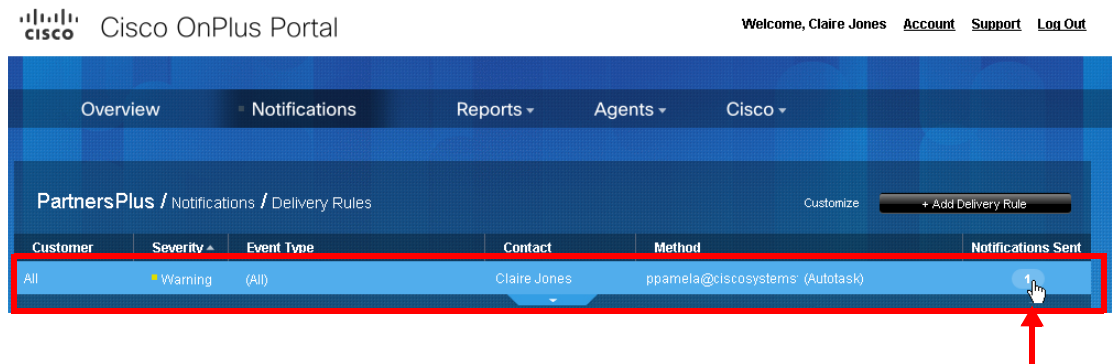 cisco Cisco OnPlus Portal Welcome, Claire Jones Account Support Log Out
Overview Notifications Reports Agents Cisco
PartnersPlus / Notifications / Delivery Rules Customize + Add Delivery Rule
Customer Severity Event Type Contact Method Notifications Sent
All Warning (All) Claire Jones ppamela@ciscosystems (Autotask) 1